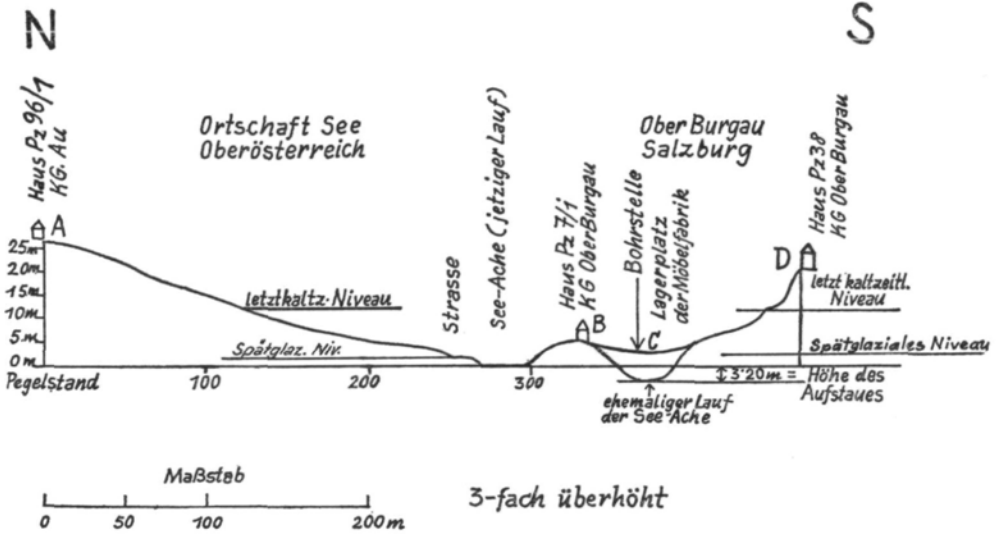 N
S
Haus Pz 96/1
KG. Au
Ortschaft See
Oberösterreich
See-Ache (jetziger Lauf)
Ober Burgau
Salzburg
Haus Pz 38
KG Ober Burgau
Strasse
Haus Pz 7/1
KG Ober Burgau
Bohrstelle
Lagerplatz
der Möbelfabrik
A
B
C
D
25m
20m
15m
10m
5m
0m
letztkaltz. Niveau
Spätglaz. Niv.
letzt kaltzeitl.
Niveau
Spätglaziales Niveau
Pegelstand
100
200
300
3'20m = Höhe des
Aufstaues
ehemaliger Lauf
der See-Ache
Maßstab
0
50
100
200m
3-fach überhöht